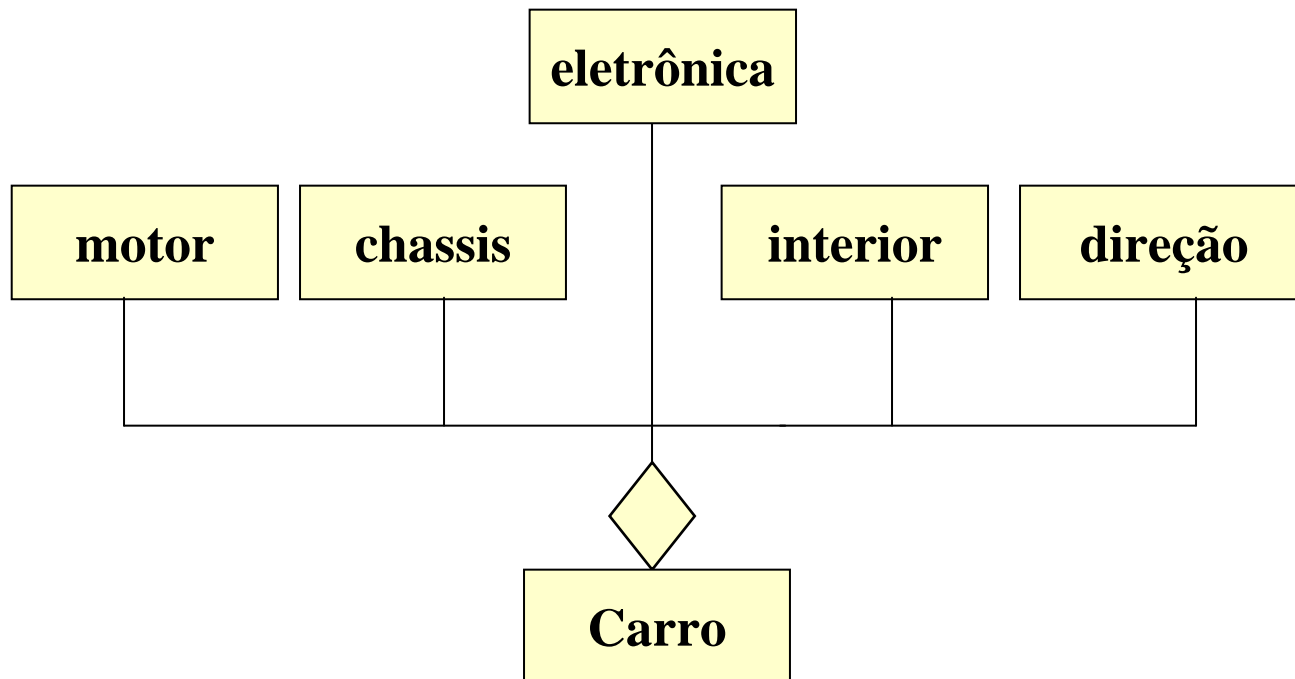 eletrônica
motor
chassis
interior
direção
Carro